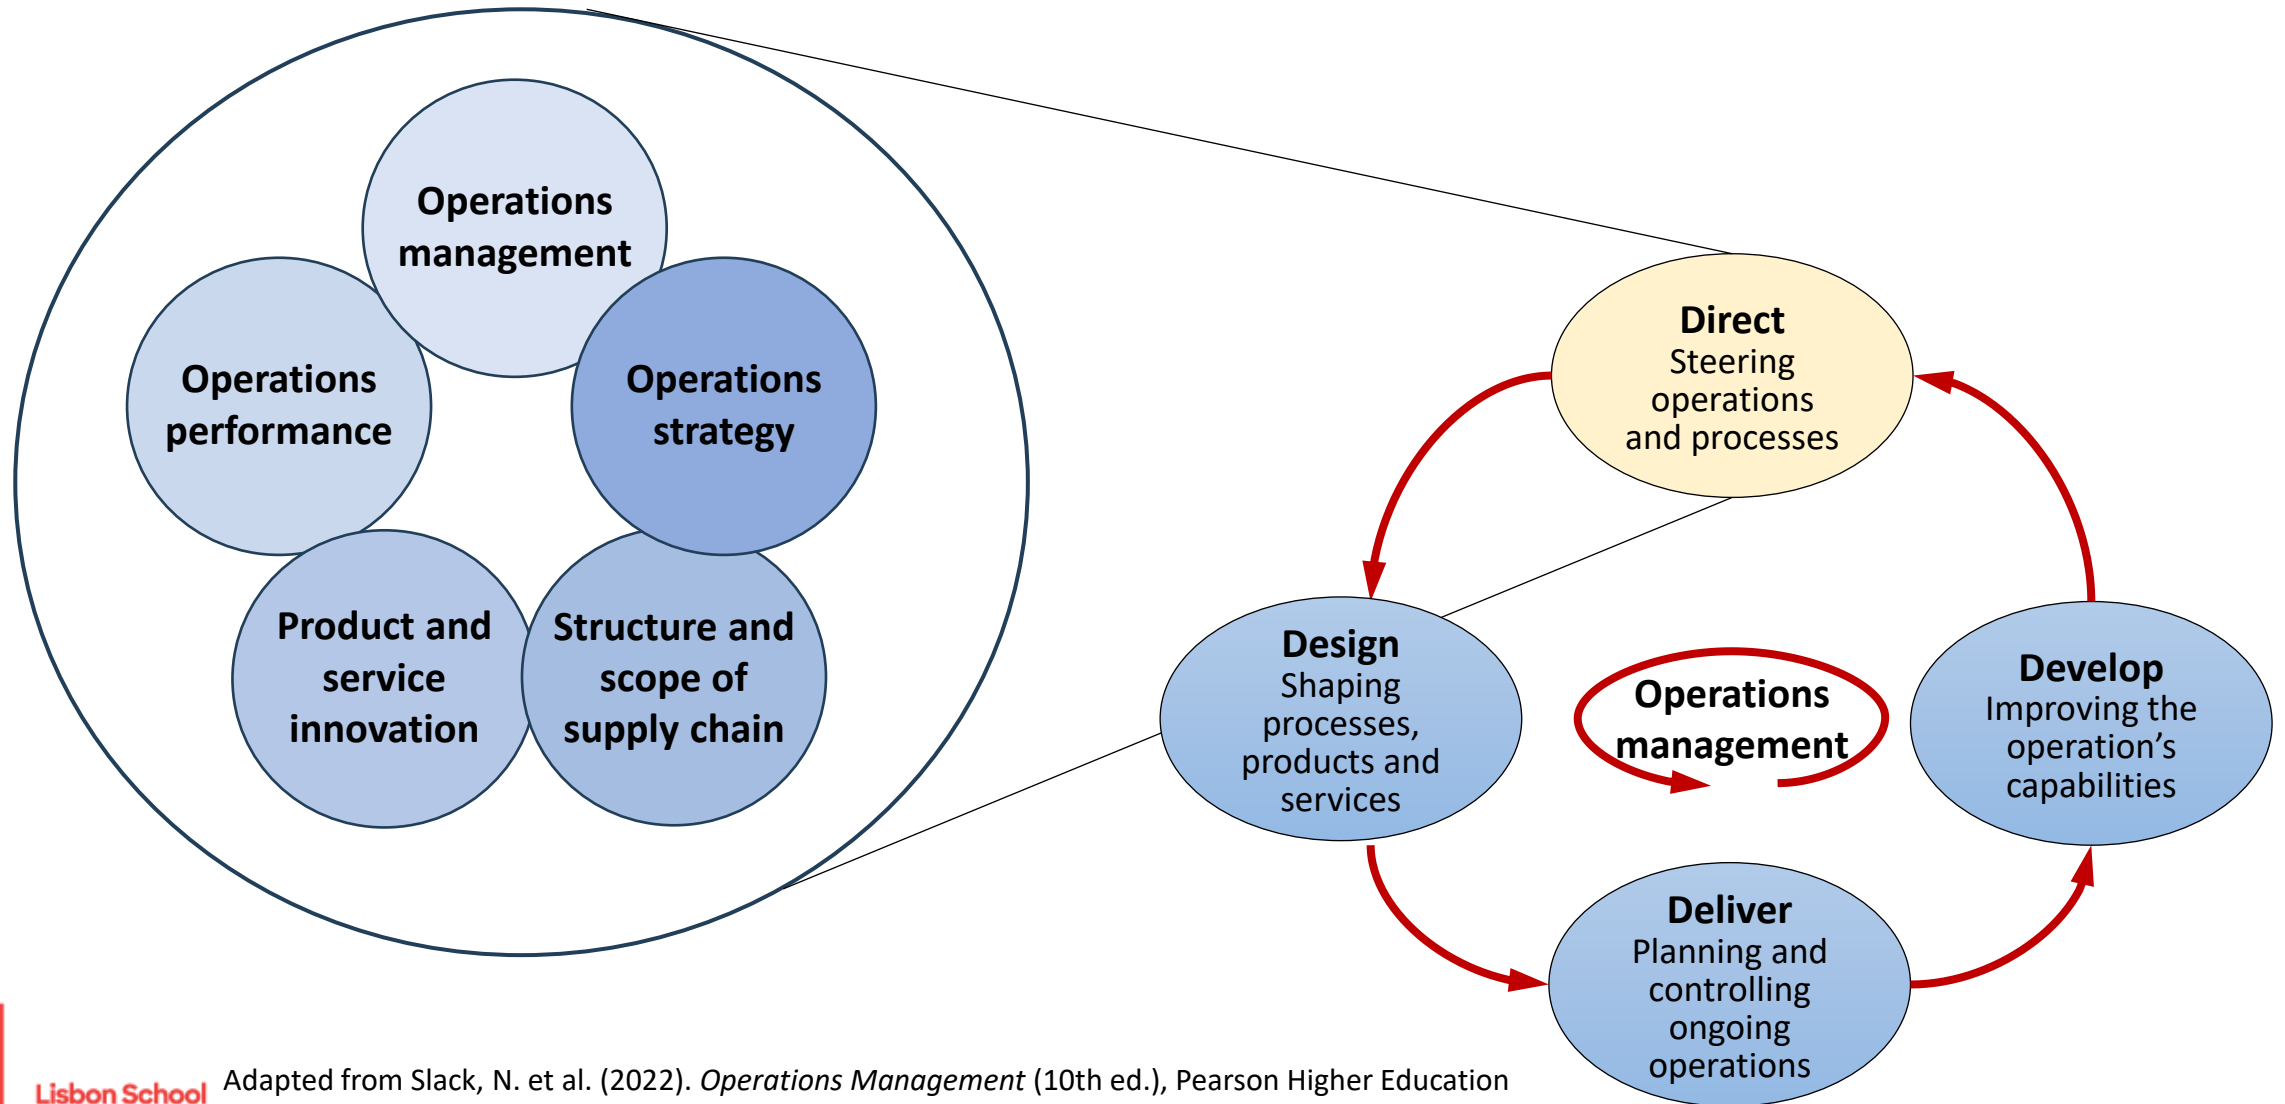 Operations
management
Operations
performance
Operations
strategy
Product and
service
innovation
Structure and
scope of
supply chain
Direct
Steering
operations
and processes
Design
Shaping
processes,
products and
services
Operations
management
Develop
Improving the
operation’s
capabilities
Deliver
Planning and
controlling
ongoing
operations
Lisbon School
Adapted from Slack, N. et al. (2022). Operations Management (10th ed.), Pearson Higher Education